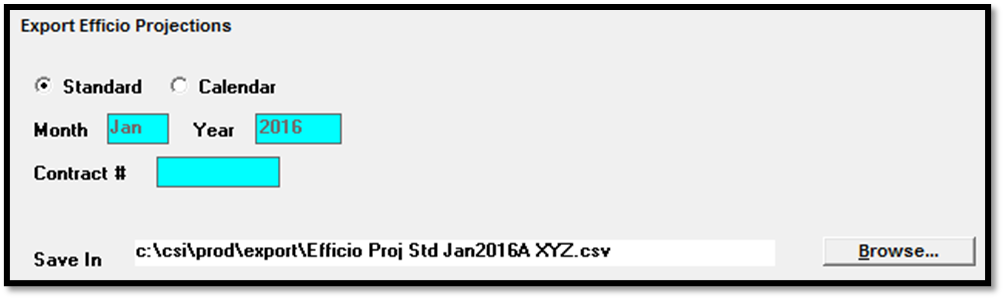 Export Efficio Projections
Standard Calendar
Month Jan Year 2016
Contract #
Save In c:\csi\prod\export\Efficio Proj Std Jan2016A XYZ.csv Browse...